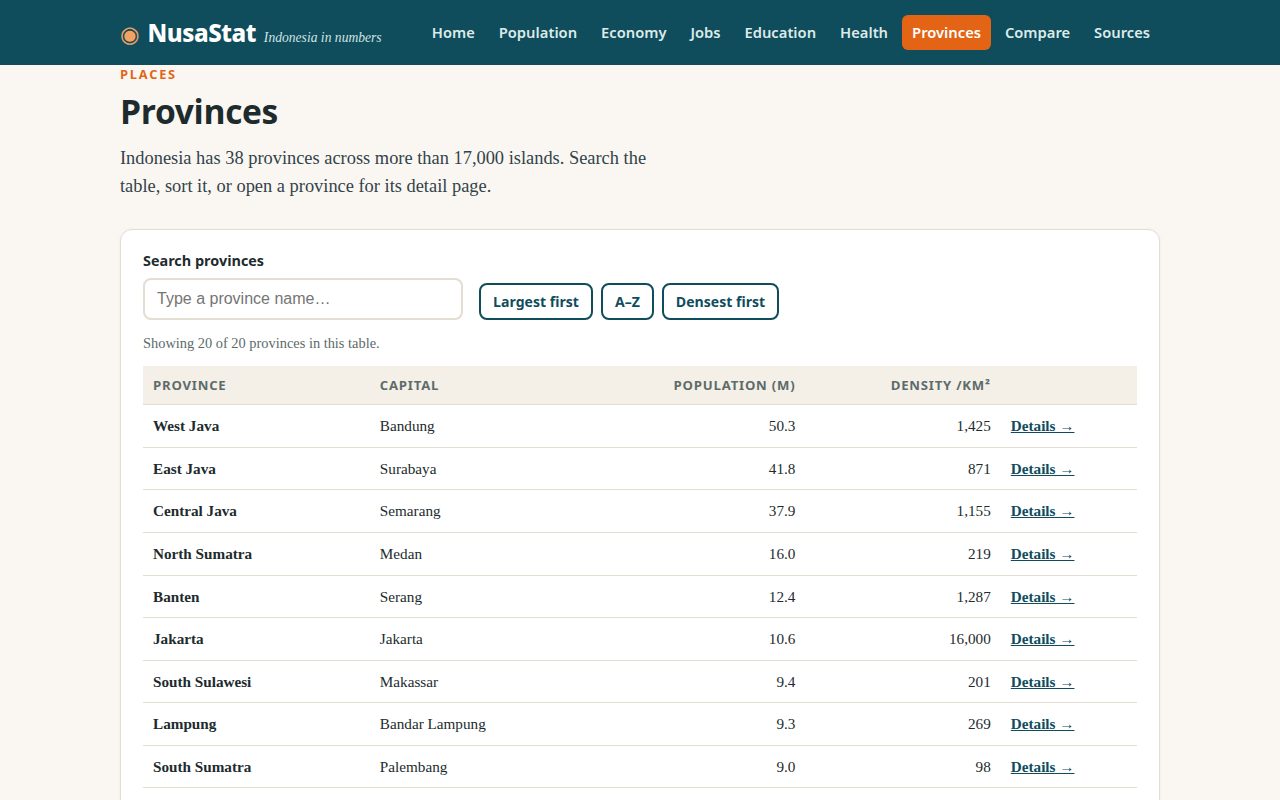 NusaStat Indonesia in numbers Home Population Economy Jobs Education Health Provinces Compare Sources
PLACES
Provinces
Indonesia has 38 provinces across more than 17,000 islands. Search the
table, sort it, or open a province for its detail page.
Search provinces
Type a province name… Largest first A–Z Densest first
Showing 20 of 20 provinces in this table.
PROVINCE CAPITAL POPULATION (M) DENSITY /KM²
West Java Bandung 50.3 1,425 Details →
East Java Surabaya 41.8 871 Details →
Central Java Semarang 37.9 1,155 Details →
North Sumatra Medan 16.0 219 Details →
Banten Serang 12.4 1,287 Details →
Jakarta Jakarta 10.6 16,000 Details →
South Sulawesi Makassar 9.4 201 Details →
Lampung Bandar Lampung 9.3 269 Details →
South Sumatra Palembang 9.0 98 Details →